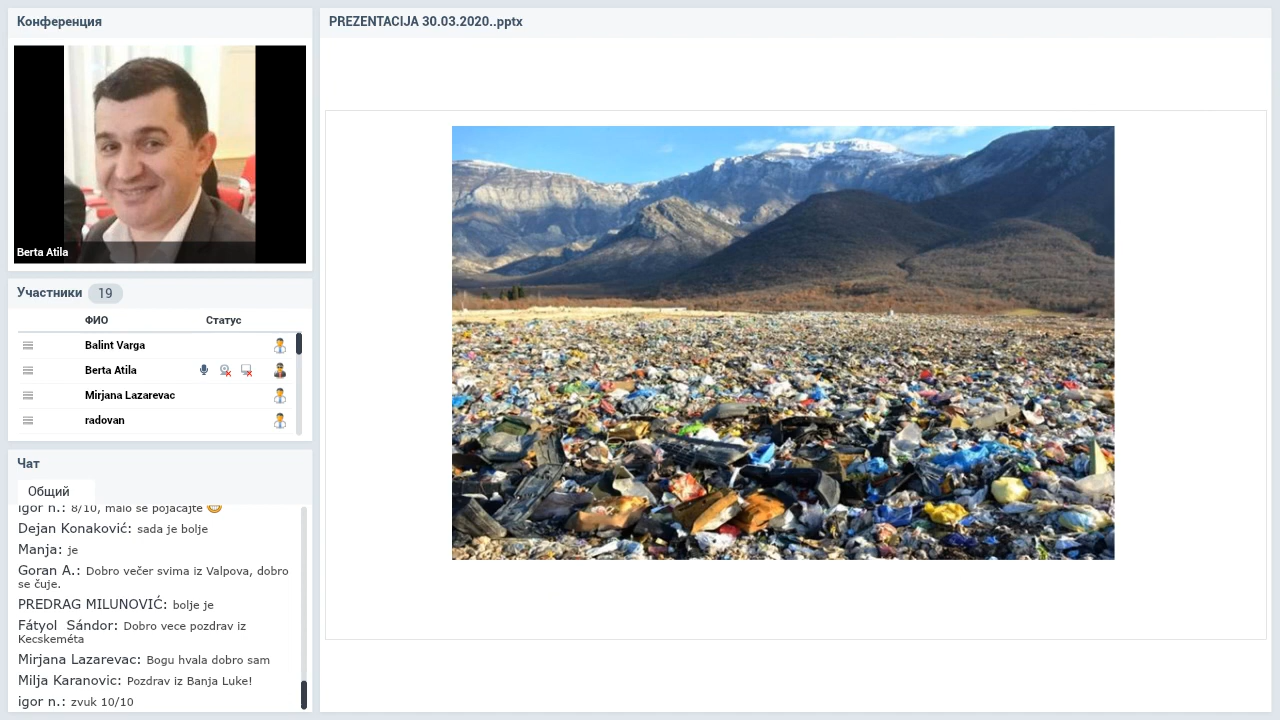 Конференция
Berta Atila
Участники 19
ФИО Статус
Balint Varga
Berta Atila
Mirjana Lazarevac
radovan
Чат
Общий
igor n.: 8/10, malo se pojacajte
Dejan Konaković: sada je bolje
Manja: je
Goran A.: Dobro večer svima iz Valpova, dobro
se čuje.
PREDRAG MILUNOVIĆ: bolje je
Fátyol Sándor: Dobro vece pozdrav iz
Kecskeméta
Mirjana Lazarevac: Bogu hvala dobro sam
Milja Karanovic: Pozdrav iz Banja Luke!
igor n.: zvuk 10/10
PREZENTACIJA 30.03.2020..pptx